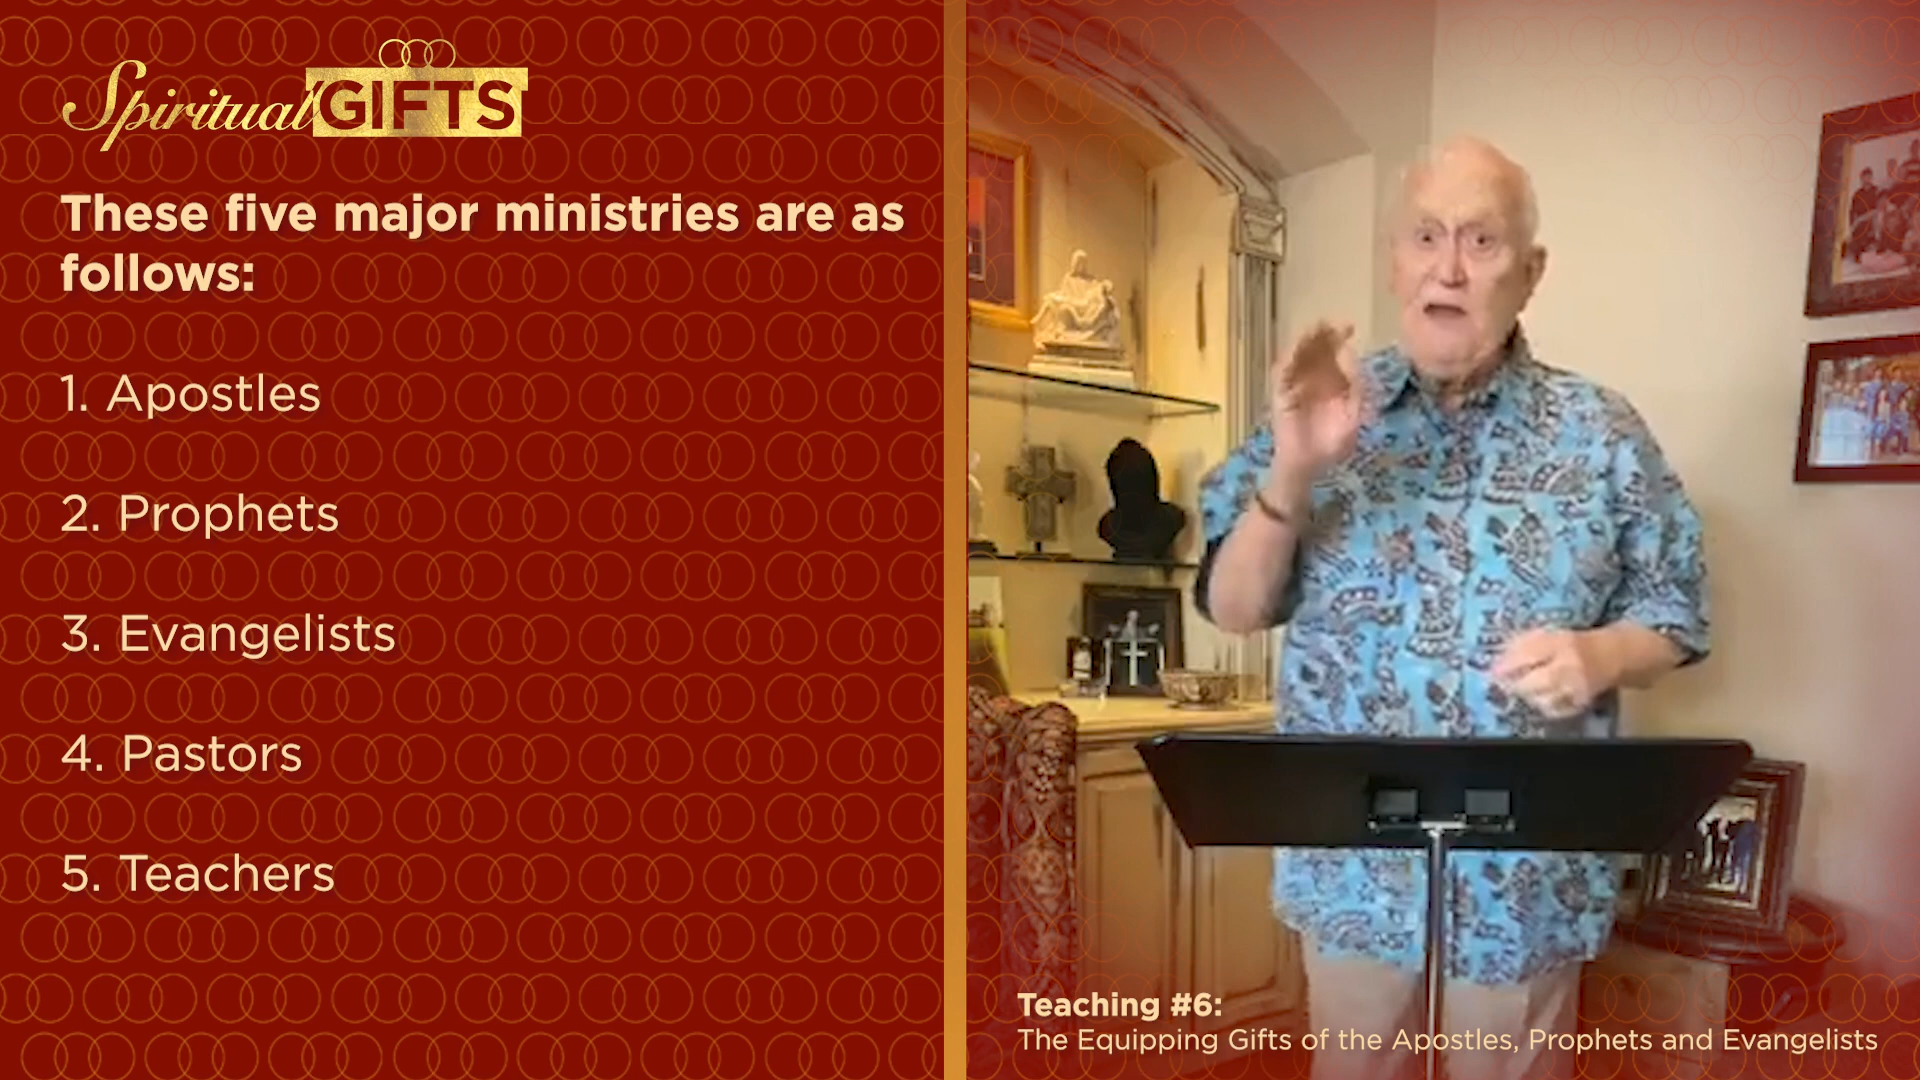 Spiritual GIFTS
These five major ministries are as
follows:
1. Apostles
2. Prophets
3. Evangelists
4. Pastors
5. Teachers
Teaching #6:
The Equipping Gifts of the Apostles, Prophets and Evangelists